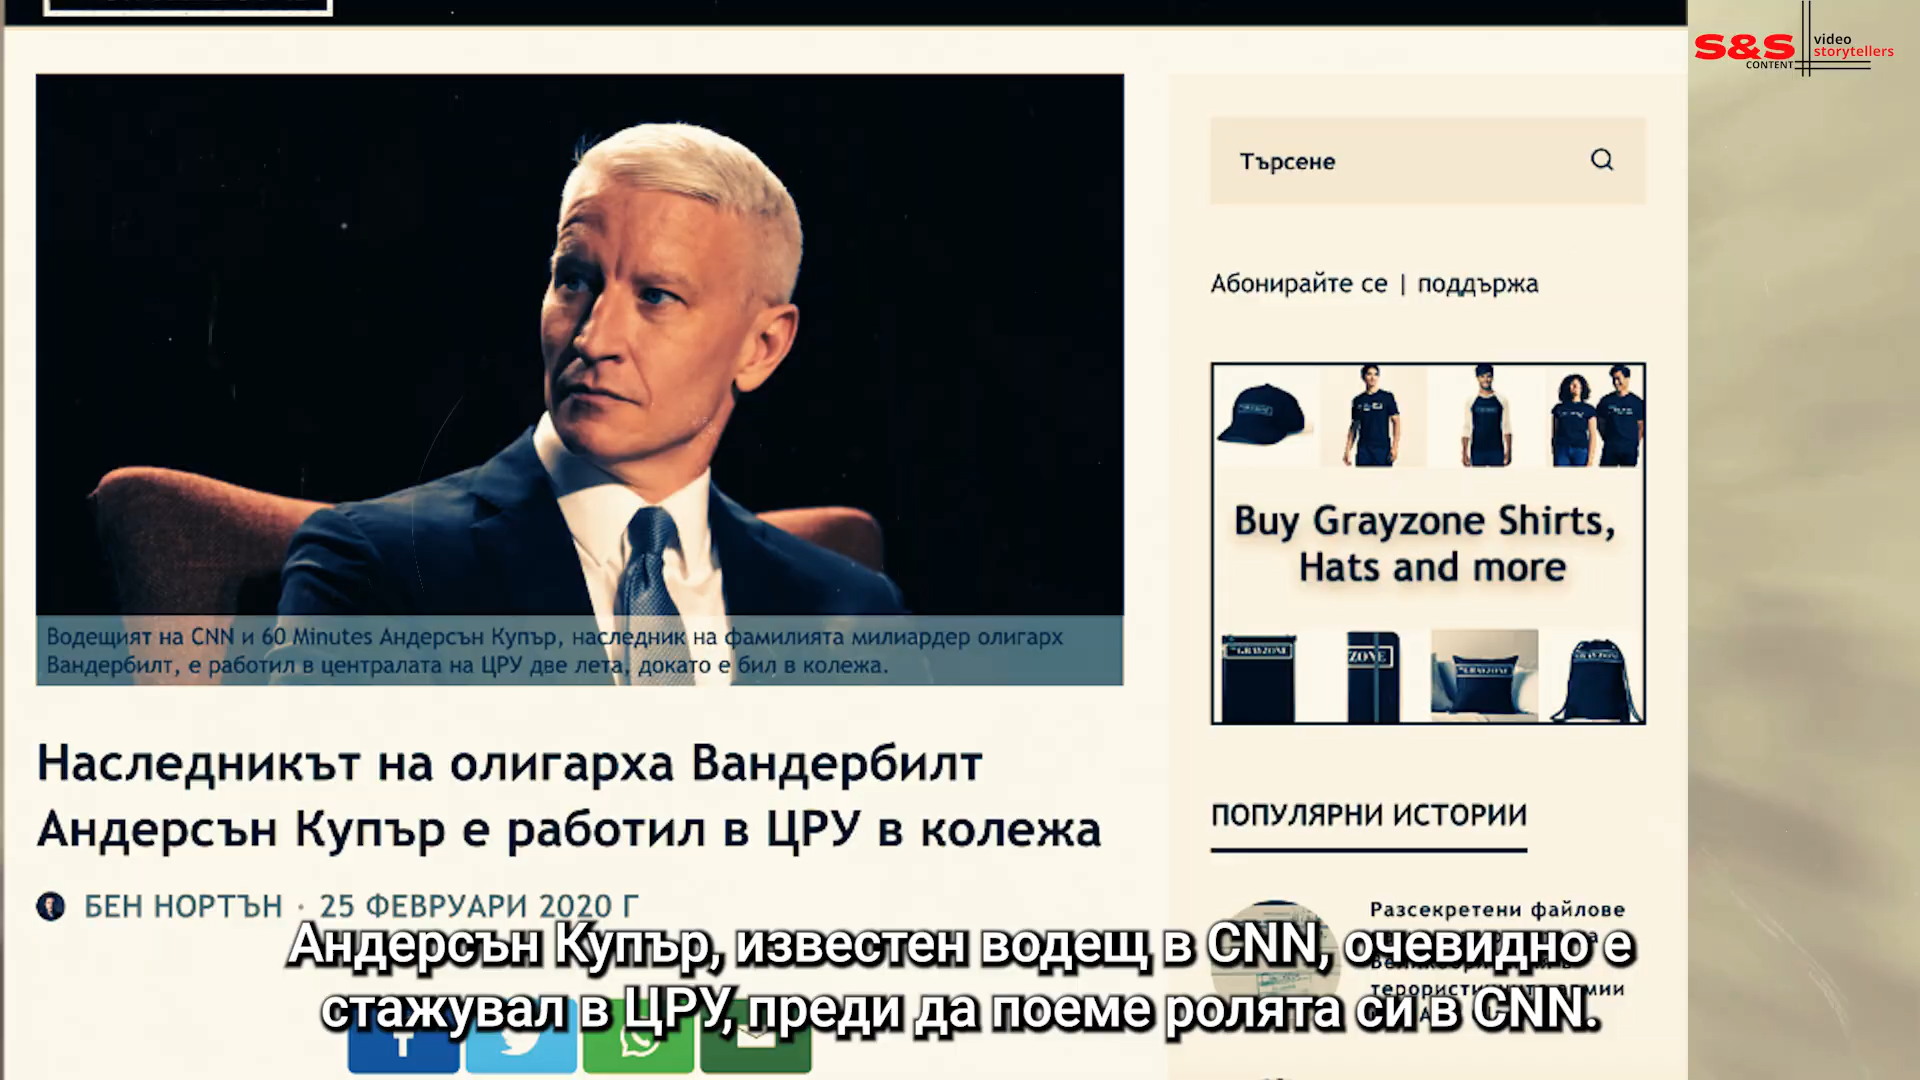 S&S
CONTENT
video
storytellers
Водещият на CNN и 60 Minutes Андерсън Купър, наследник на фамилията милиардер олигарх
Вандербилт, е работил в централата на ЦРУ две лета, докато е бил в колежа.
Наследникът на олигарха Вандербилт
Андерсън Купър е работил в ЦРУ в колежа
БЕН НОРТЪН · 25 ФЕВРУАРИ 2020 Г
Търсене
Абонирайте се | поддържа
Buy Grayzone Shirts,
Hats and more
ПОПУЛЯРНИ ИСТОРИИ
Разсекретени файлове
Андерсън Купър, известен водещ в CNN, очевидно е
стажувал в ЦРУ, преди да поеме ролята си в CNN.